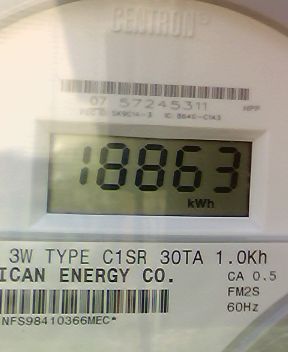 CENTRON®
07 57245311
18863
kWh
3W TYPE C1SR 30TA 1.0Kh
ICAN ENERGY CO.
CA 0.5
FM2S
60Hz
NFS98410366MEC*